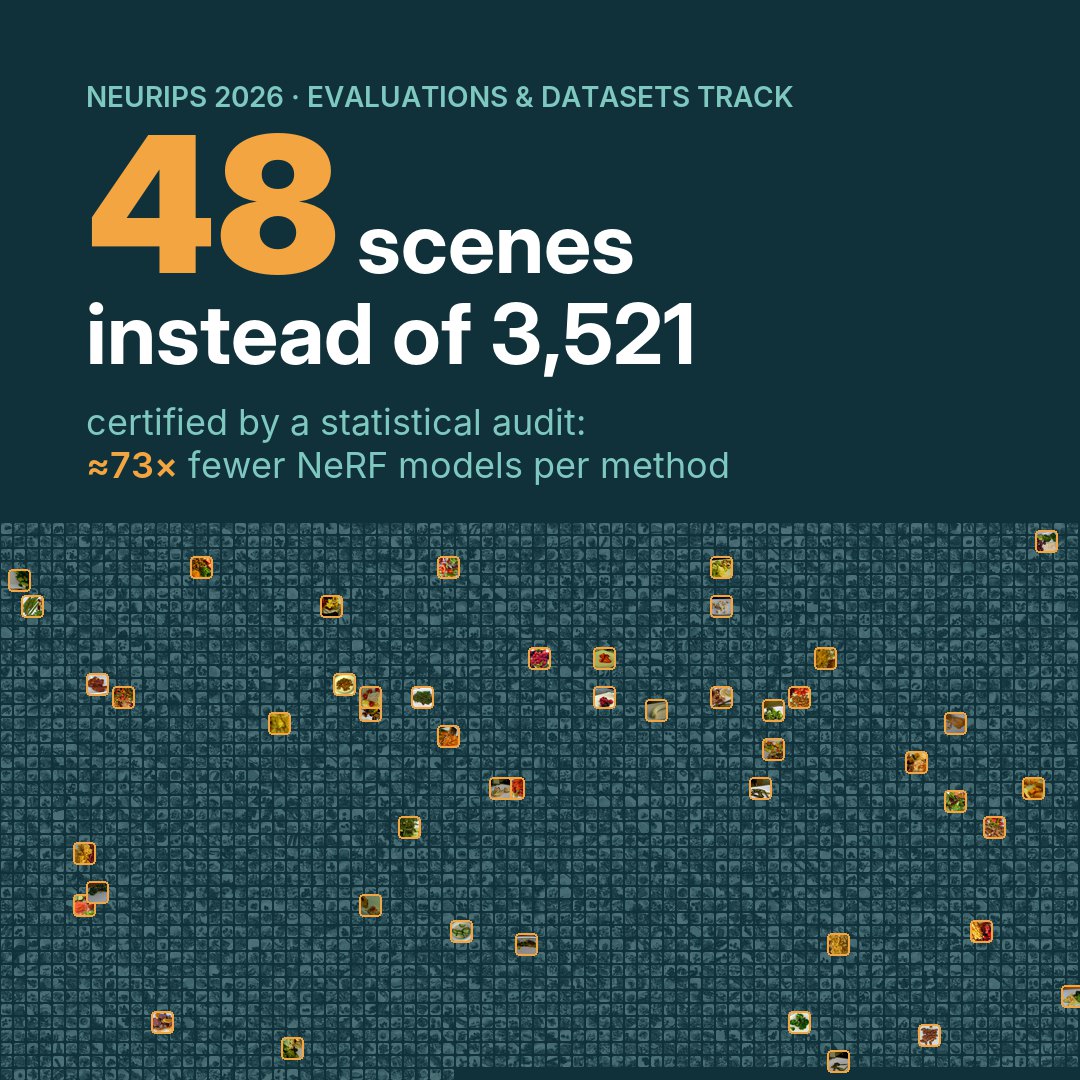 NEURIPS 2026 · EVALUATIONS & DATASETS TRACK
48 scenes
instead of 3,521
certified by a statistical audit:
≈73× fewer NeRF models per method